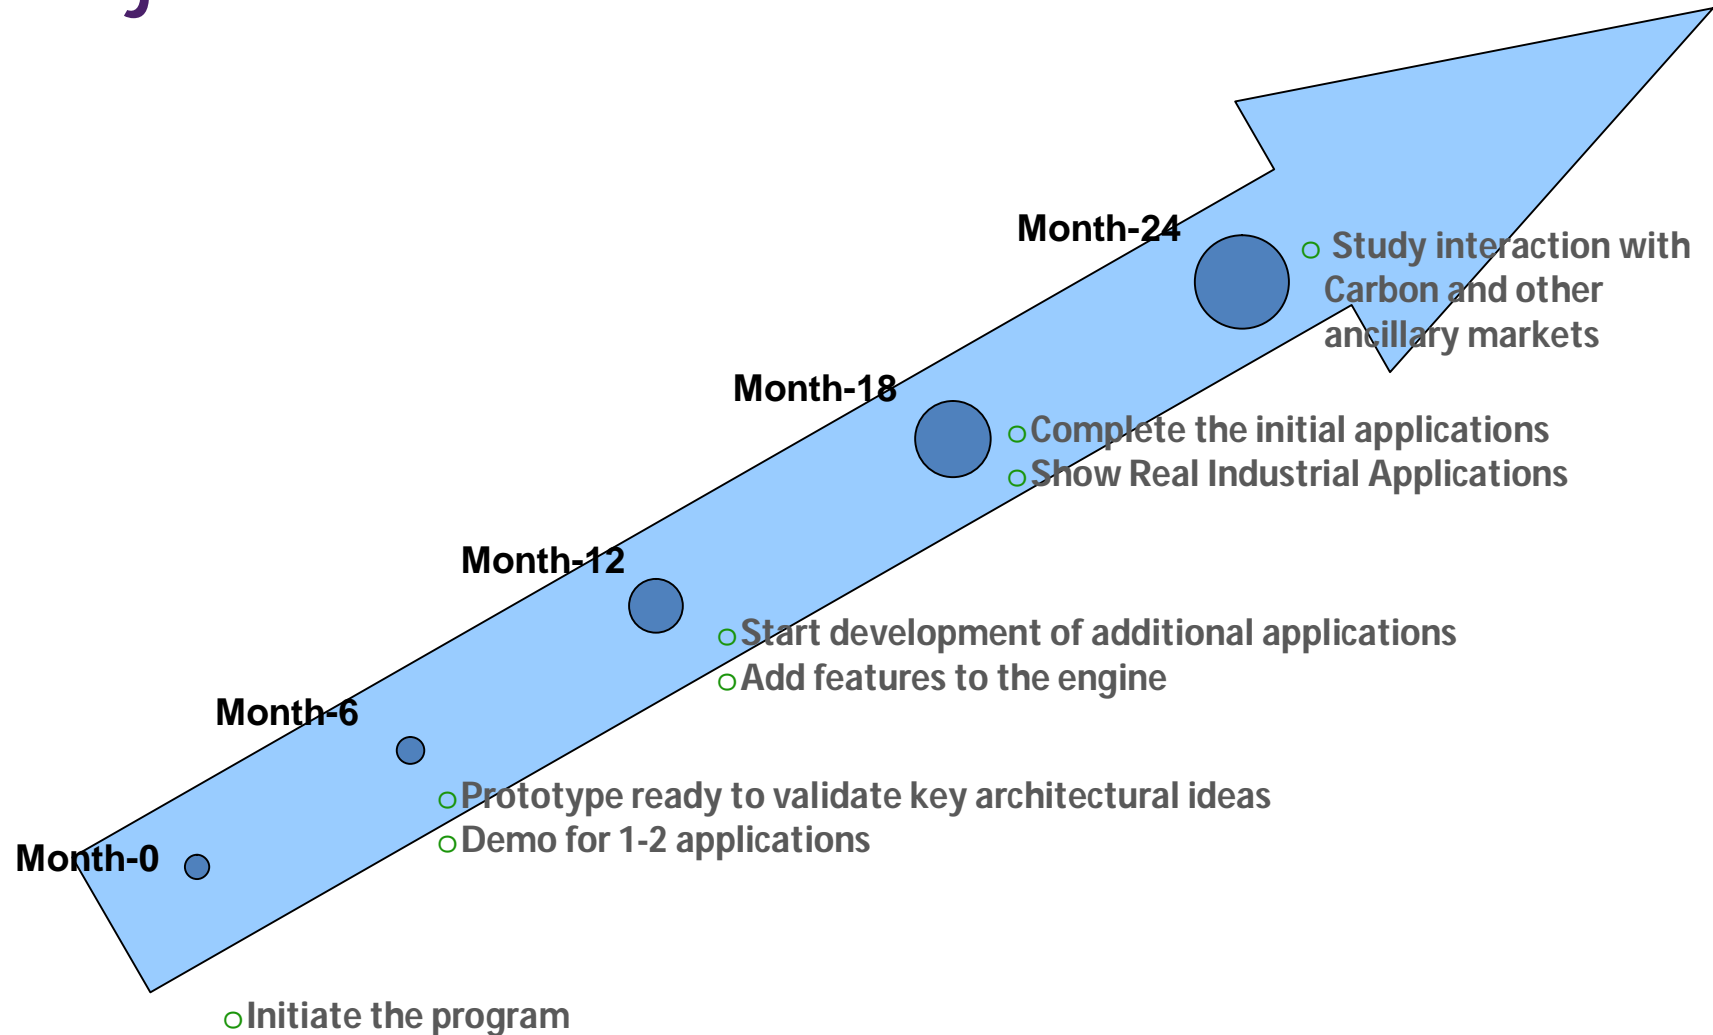 Month-24
o Study interaction with
Carbon and other
ancillary markets
Month-18
o Complete the initial applications
o Show Real Industrial Applications
Month-12
o Start development of additional applications
o Add features to the engine
Month-6
o Prototype ready to validate key architectural ideas
o Demo for 1-2 applications
Month-0
o Initiate the program